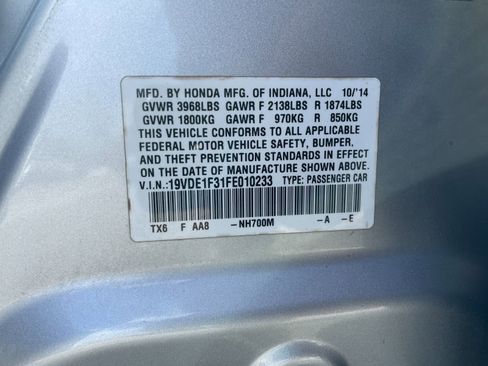 MFD. BY HONDA MFG. OF INDIANA, LLC 10/'14
GVWR 3968LBS GAWR F 2138LBS R 1874LBS
GVWR 1800KG GAWR F 970KG R 850KG
THIS VEHICLE CONFORMS TO ALL APPLICABLE
FEDERAL MOTOR VEHICLE SAFETY, BUMPER,
AND THEFT PREVENTION STANDARDS IN EFFECT
ON THE DATE OF MANUFACTURE SHOWN ABOVE.
V.I.N.:19VDE1F31FE010233 TYPE: PASSENGER CAR
TX6 F AA8 -NH700M -A -E